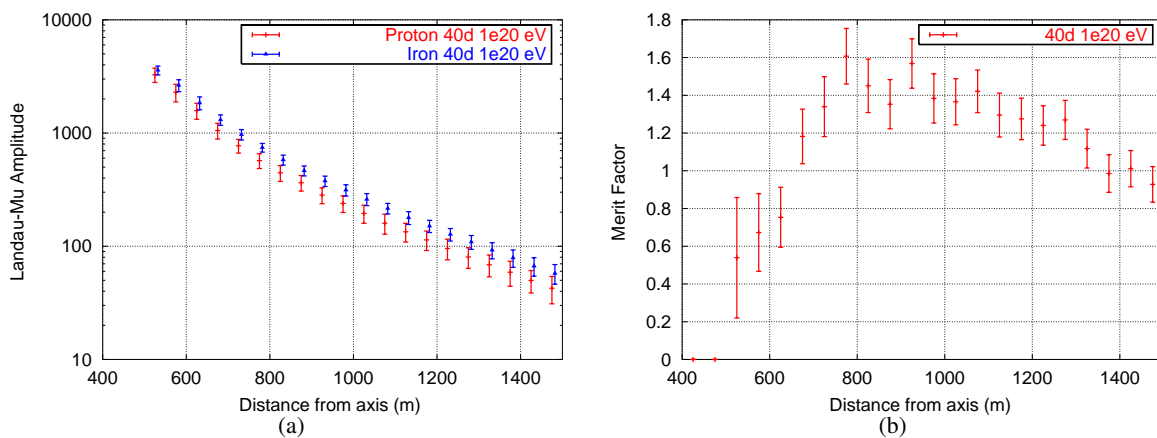 10000
1000
100
10
400
600
800
1000
1200
1400
Landau-Mu Amplitude
Distance from axis (m)
Proton 40d 1e20 eV
Iron 40d 1e20 eV
(a)
1.8
1.6
1.4
1.2
1
0.8
0.6
0.4
0.2
0
400
600
800
1000
1200
1400
Merit Factor
Distance from axis (m)
40d 1e20 eV
(b)